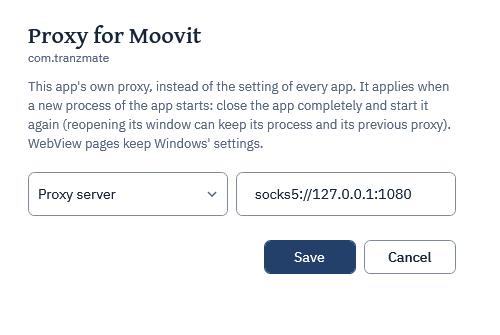 Proxy for Moovit
com.tranzmate
This app's own proxy, instead of the setting of every app. It applies when
a new process of the app starts: close the app completely and start it
again (reopening its window can keep its process and its previous proxy).
WebView pages keep Windows' settings.
Proxy server
socks5://127.0.0.1:1080
Save
Cancel